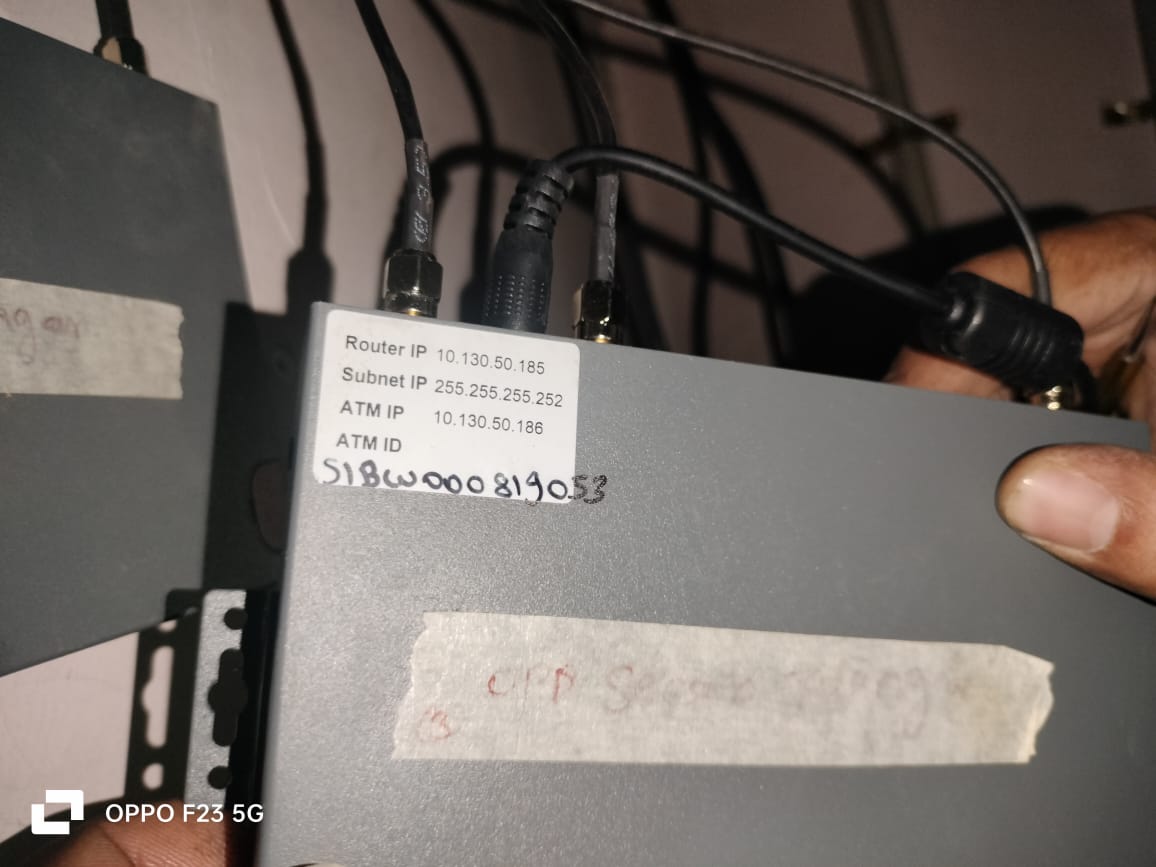 Router IP 10.130.50.185
Subnet IP 255.255.255.252
ATM IP 10.130.50.186
ATM ID
S1BW000819053
OPPO F23 5G